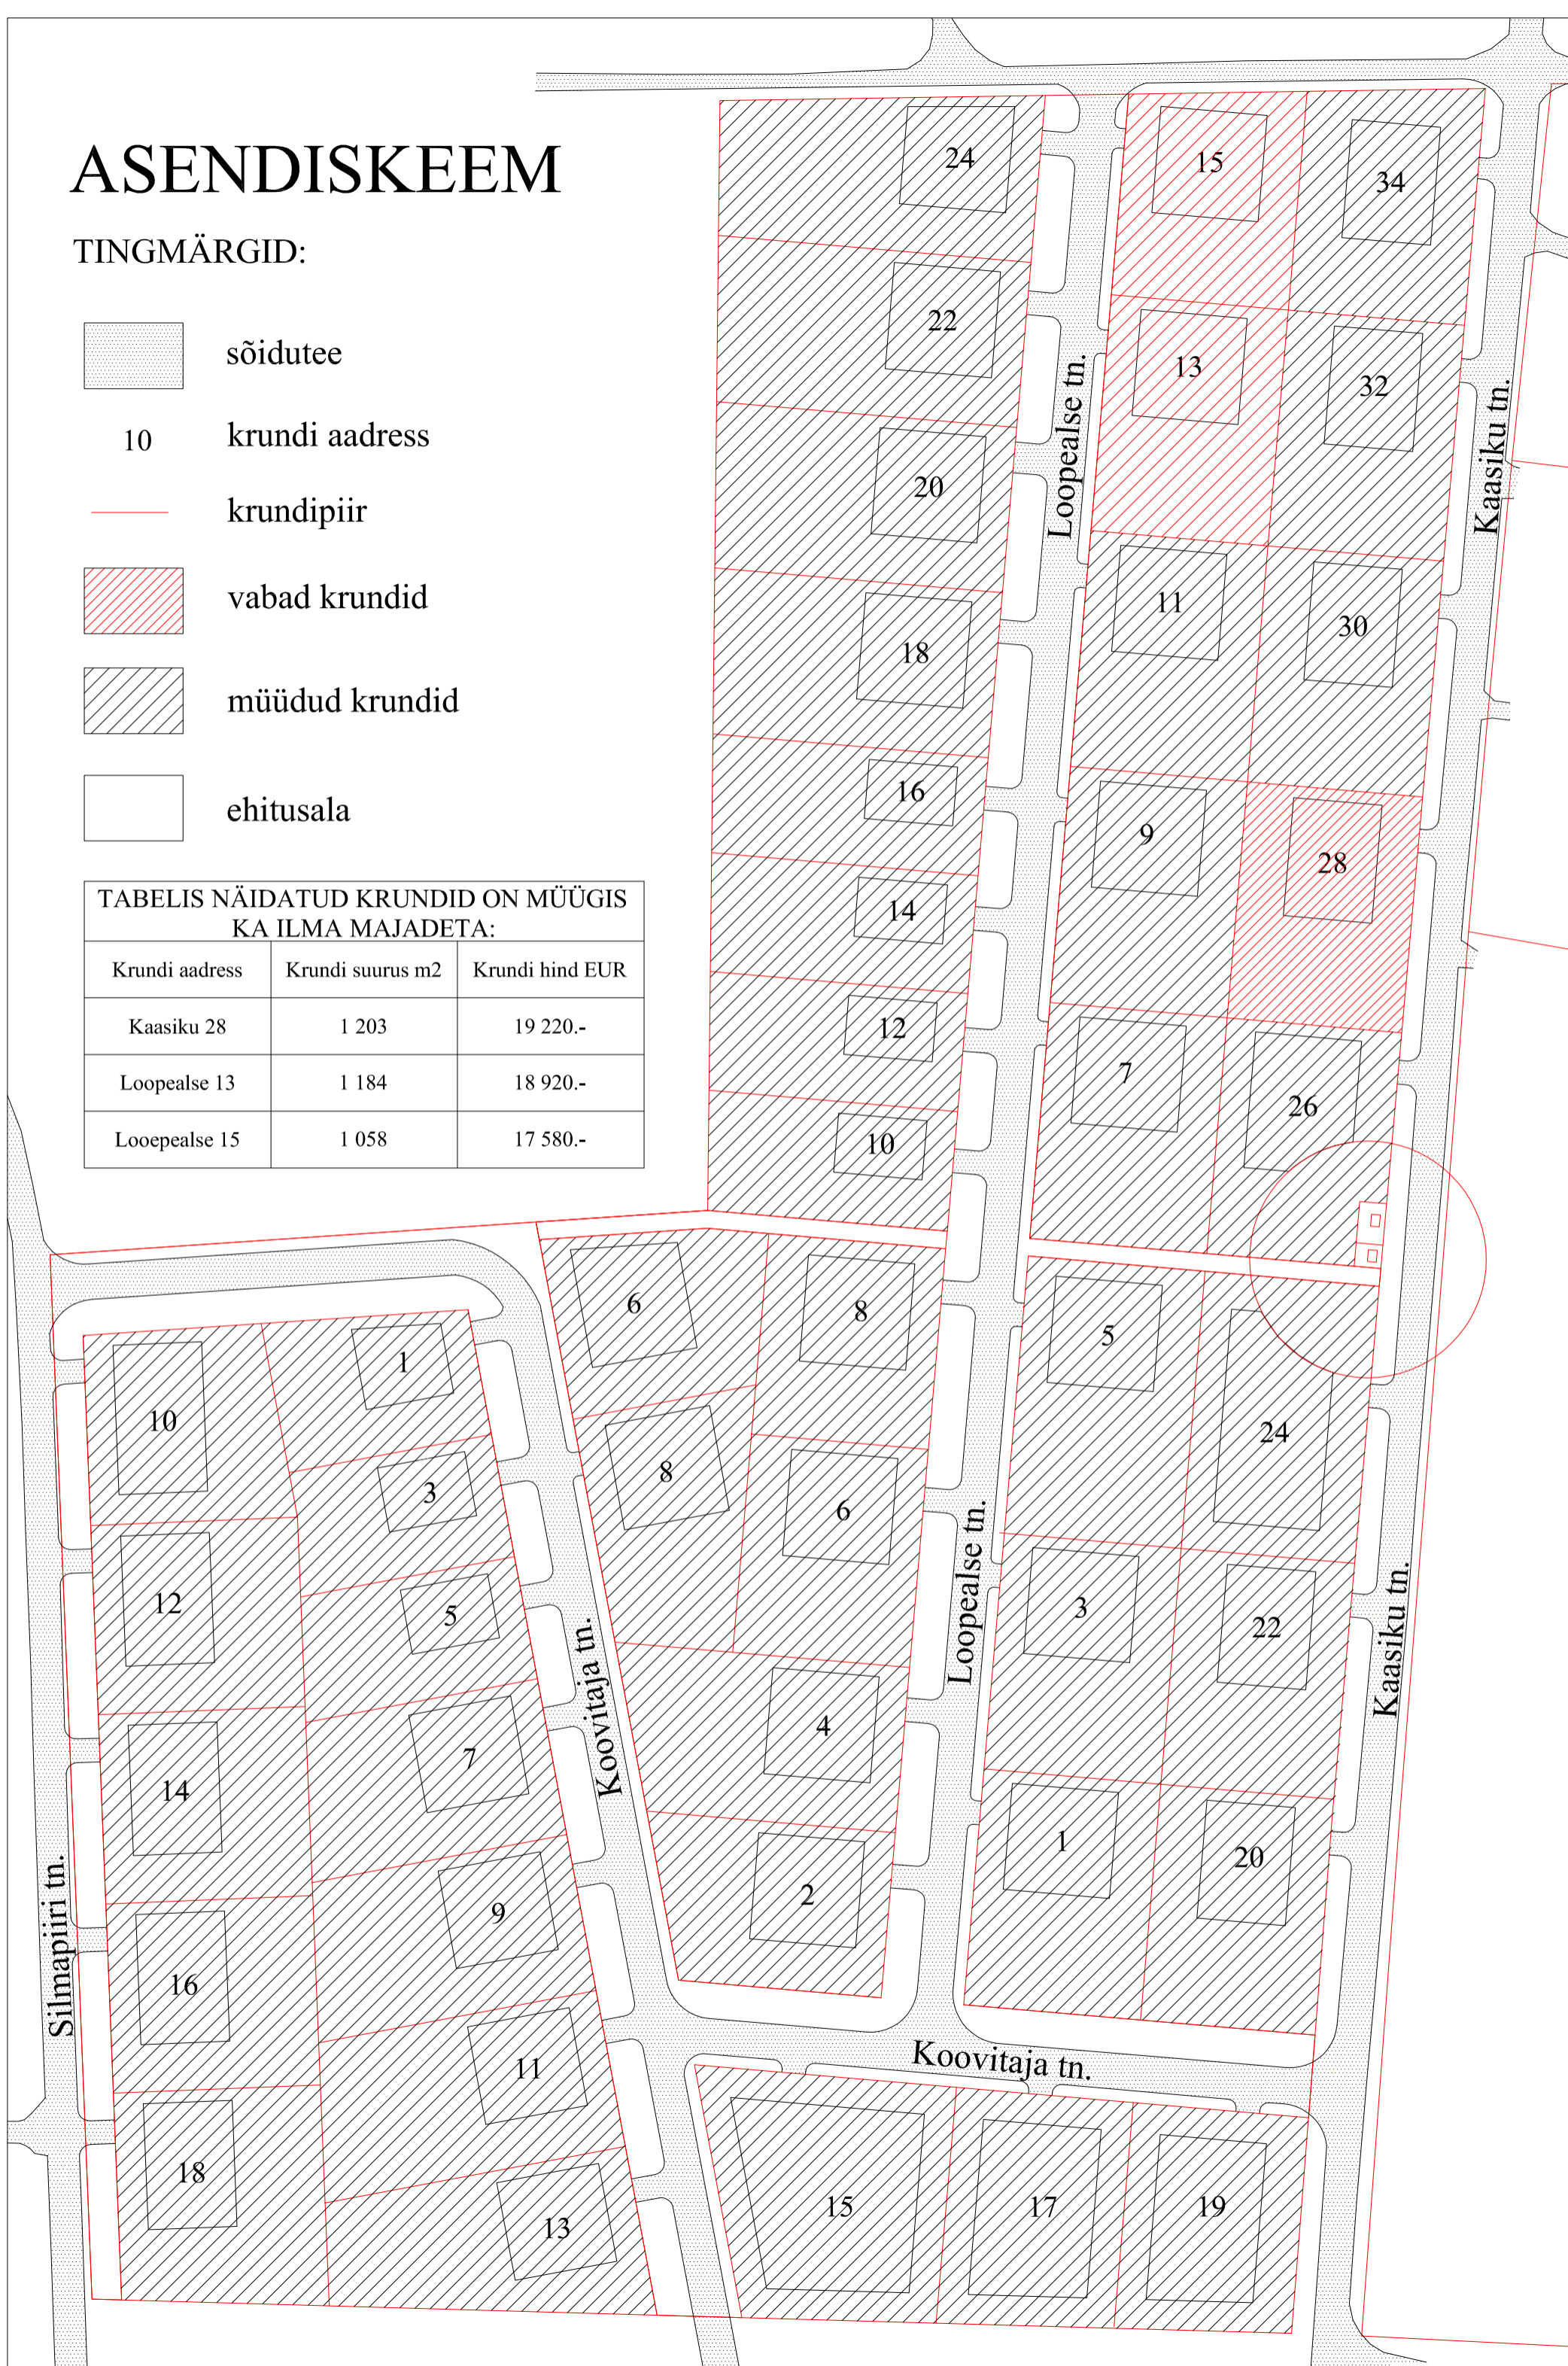 ASENDISKEEM
TINGMÄRGID:
sõidutee
10 krundi aadress
krundipiir
vabad krundid
müüdud krundid
ehitusala
TABELIS NÄIDATUD KRUNDID ON MÜÜGIS
KA ILMA MAJADETA:
Krundi aadress Krundi suurus m2 Krundi hind EUR
Kaasiku 28 1 203 19 220.-
Loopealse 13 1 184 18 920.-
Looepealse 15 1 058 17 580.-
24
22
20
18
16
14
12
10
Loopealse tn.
15
13
11
9
7
34
32
30
28
26
Kaasiku tn.
10
12
14
16
18
Silmapiiri tn.
1
3
5
7
9
11
13
Koovitaja tn.
6
8
8
6
4
2
Loopealse tn.
5
3
1
24
22
20
Kaasiku tn.
Koovitaja tn.
15
17
19